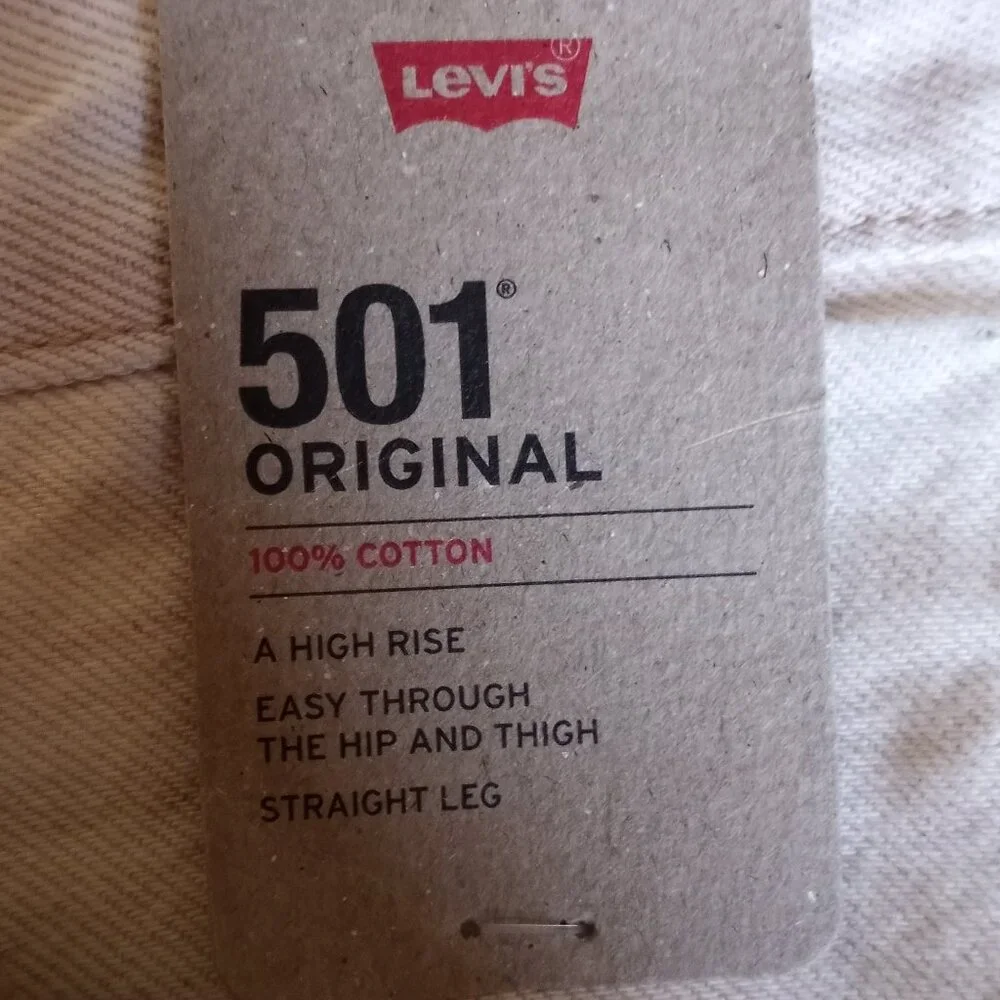 LEVI'S®
501®
ORIGINAL
100% COTTON
A HIGH RISE
EASY THROUGH
THE HIP AND THIGH
STRAIGHT LEG